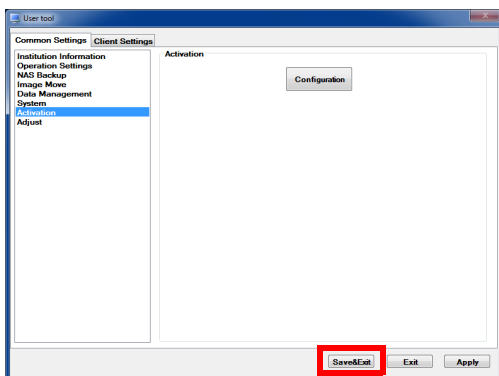 User tool
Common Settings Client Settings
Institution Information
Operation Settings
NAS Backup
Image Move
Data Management
System
Activation
Adjust
Activation
Configuration
Save&Exit Exit Apply